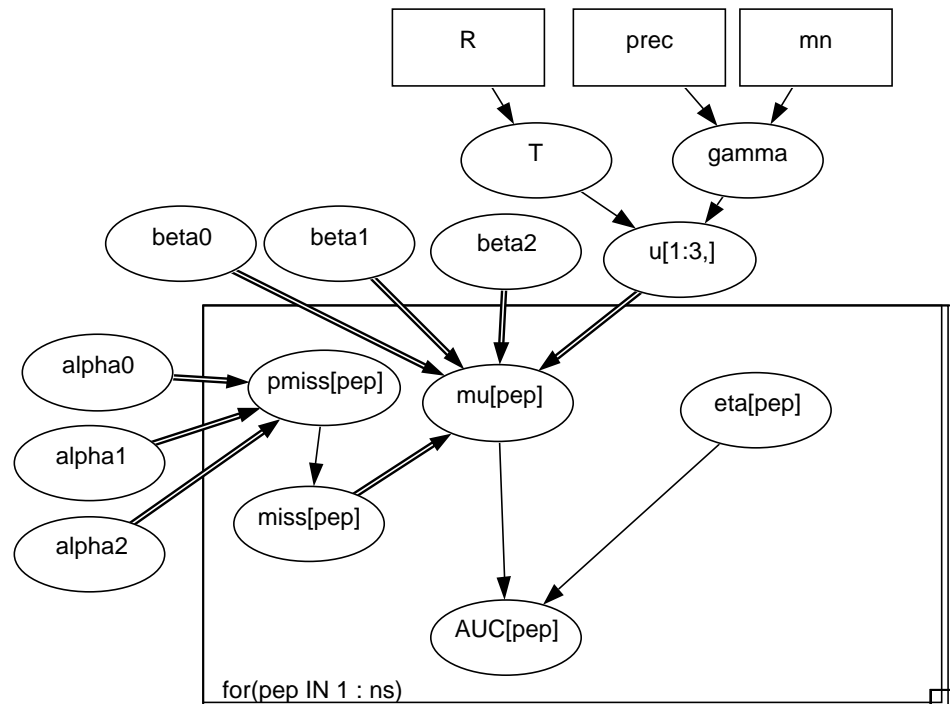 R
prec
mn
T
gamma
beta0
beta1
beta2
u[1:3,]
alpha0
pmiss[pep]
mu[pep]
eta[pep]
alpha1
miss[pep]
alpha2
AUC[pep]
for(pep IN 1 : ns)